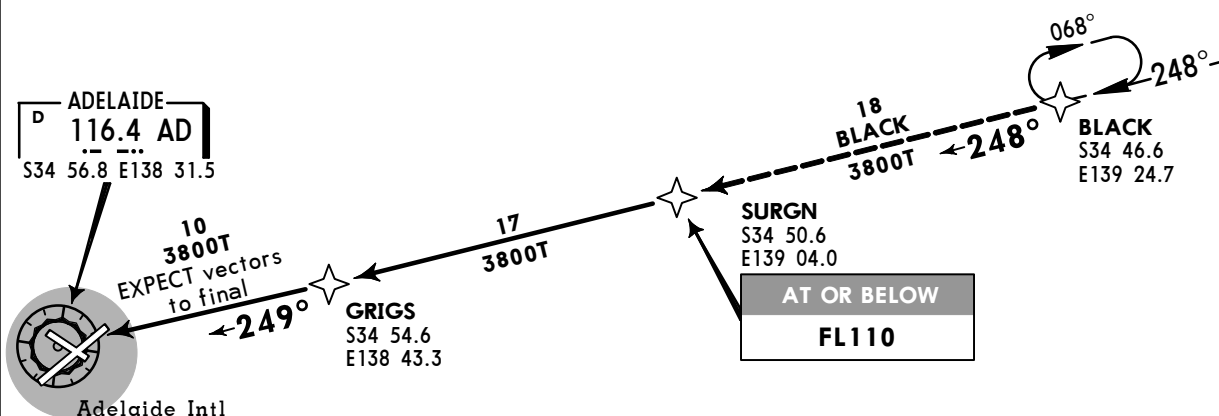 068°
248°
ADELAIDE
D
116.4 AD
S34 56.8 E138 31.5
18
BLACK
3800T
248°
BLACK
S34 46.6
E139 24.7
17
3800T
SURGN
S34 50.6
E139 04.0
AT OR BELOW
FL110
10
3800T
EXPECT vectors
to final
249°
GRIGS
S34 54.6
E138 43.3
Adelaide Intl